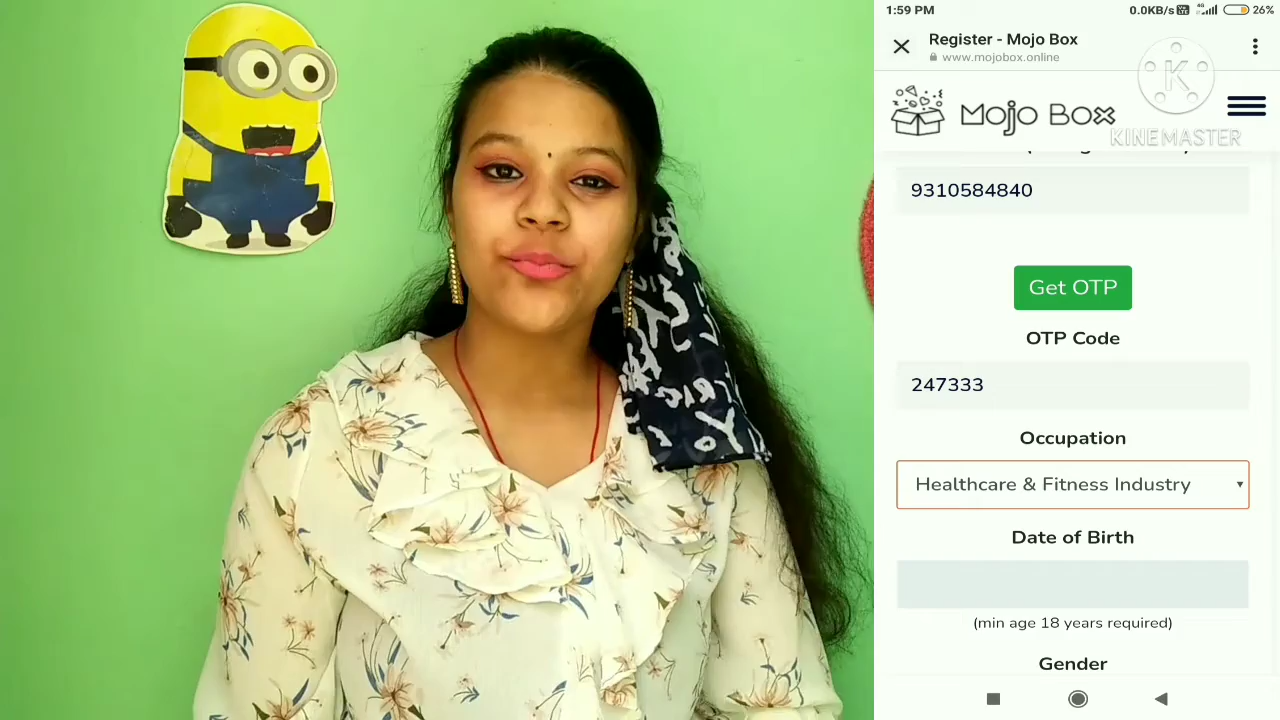 1:59 PM 0.0KB/s 4G 26%
Register - Mojo Box
www.mojobox.online
Mojo Box
KINEMASTER
9310584840
Get OTP
OTP Code
247333
Occupation
Healthcare & Fitness Industry
Date of Birth
(min age 18 years required)
Gender